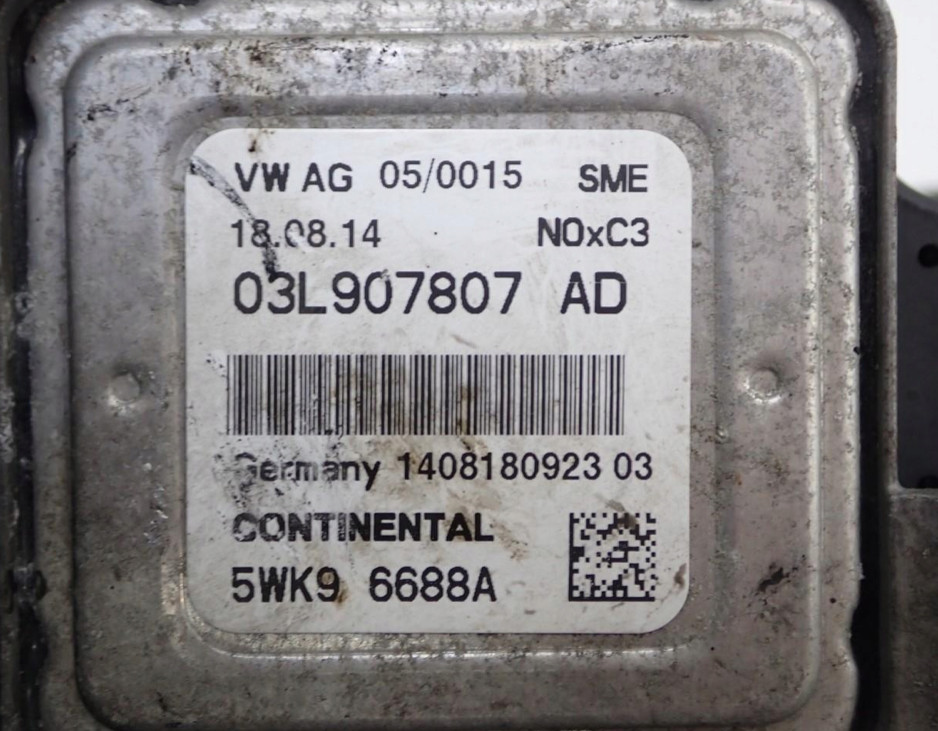 VW AG 05/0015 SME
18.08.14 NOxC3
03L907807 AD
Germany 1408180923 03
CONTINENTAL
5WK9 6688A